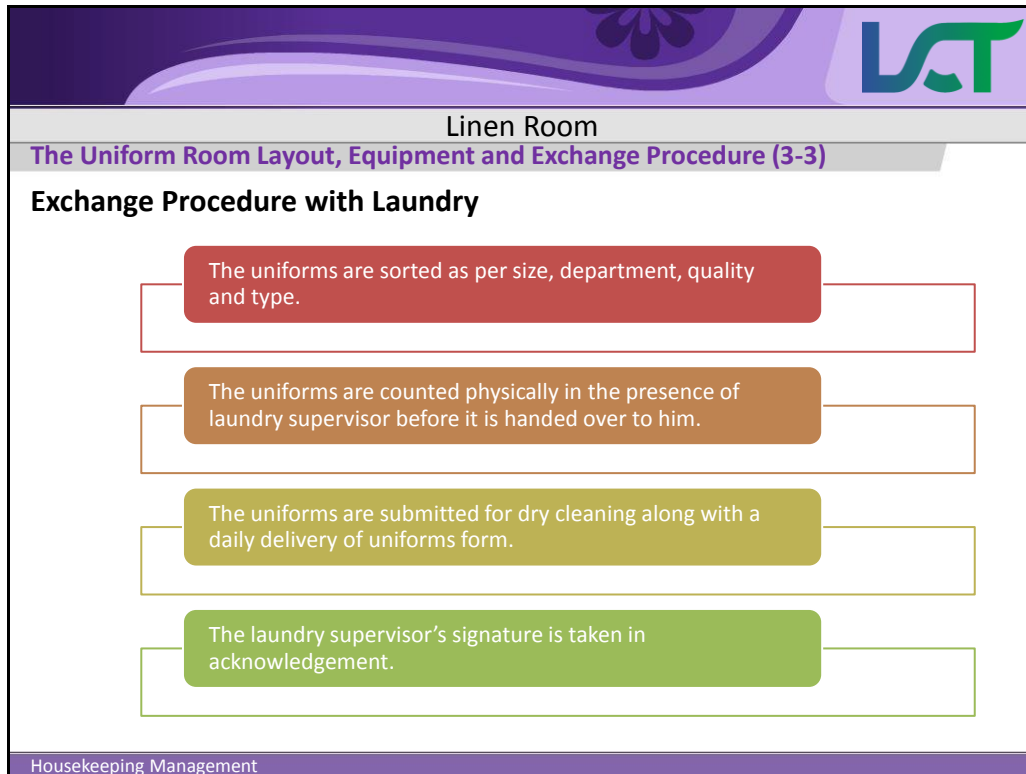 LCT
Linen Room
The Uniform Room Layout, Equipment and Exchange Procedure (3-3)
Exchange Procedure with Laundry
The uniforms are sorted as per size, department, quality
and type.
The uniforms are counted physically in the presence of
laundry supervisor before it is handed over to him.
The uniforms are submitted for dry cleaning along with a
daily delivery of uniforms form.
The laundry supervisor’s signature is taken in
acknowledgement.
Housekeeping Management